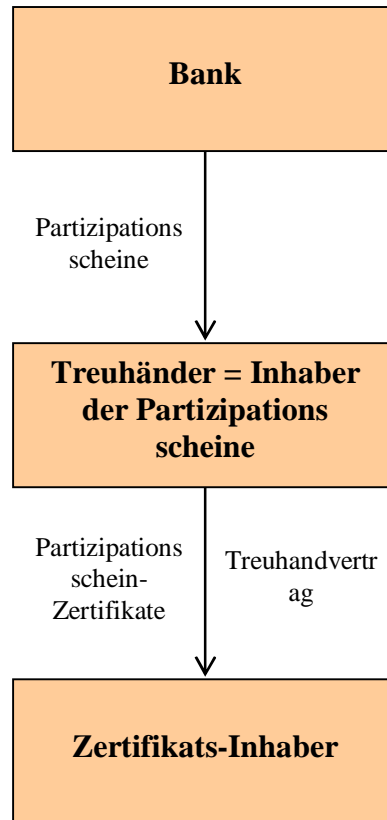 Bank
Partizipations
scheine
Treuhänder = Inhaber
der Partizipations
scheine
Partizipations
schein-
Zertifikate
Treuhandvertr
ag
Zertifikats-Inhaber